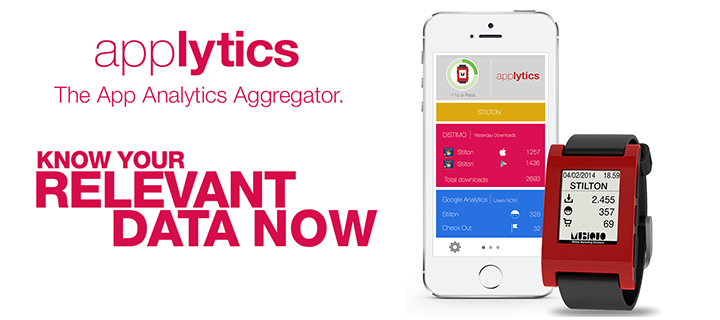 applytics
The App Analytics Aggregator.
KNOW YOUR
RELEVANT
DATA NOW
applytics
STILTON
DISTIMO | Yesterday Downloads
Stilton 1257
Stilton 1436
Total downloads 2693
Google Analytics | Users NOW
Stilton 328
Check Out 32
04/02/2014 18.59
STILTON
2.455
357
69